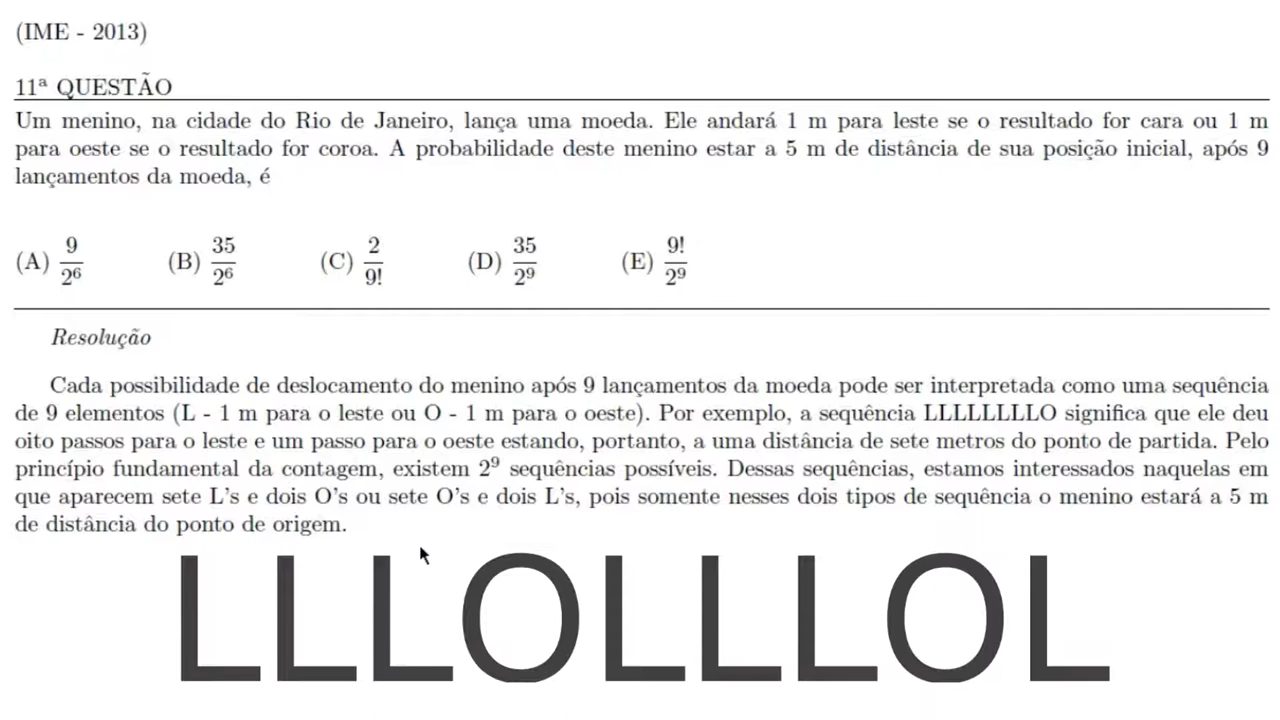 (IME - 2013)
11ª QUESTÃO
Um menino, na cidade do Rio de Janeiro, lança uma moeda. Ele andará 1 m para leste se o resultado for cara ou 1 m
para oeste se o resultado for coroa. A probabilidade deste menino estar a 5 m de distância de sua posição inicial, após 9
lançamentos da moeda, é
(A) 9/2⁶ (B) 35/2⁶ (C) 2/9! (D) 35/2⁹ (E) 9!/2⁹
Resolução
Cada possibilidade de deslocamento do menino após 9 lançamentos da moeda pode ser interpretada como uma sequência
de 9 elementos (L - 1 m para o leste ou O - 1 m para o oeste). Por exemplo, a sequência LLLLLLLLO significa que ele deu
oito passos para o leste e um passo para o oeste estando, portanto, a uma distância de sete metros do ponto de partida. Pelo
princípio fundamental da contagem, existem 2⁹ sequências possíveis. Dessas sequências, estamos interessados naquelas em
que aparecem sete L's e dois O's ou sete O's e dois L's, pois somente nesses dois tipos de sequência o menino estará a 5 m
de distância do ponto de origem.
LLLOLLLOL